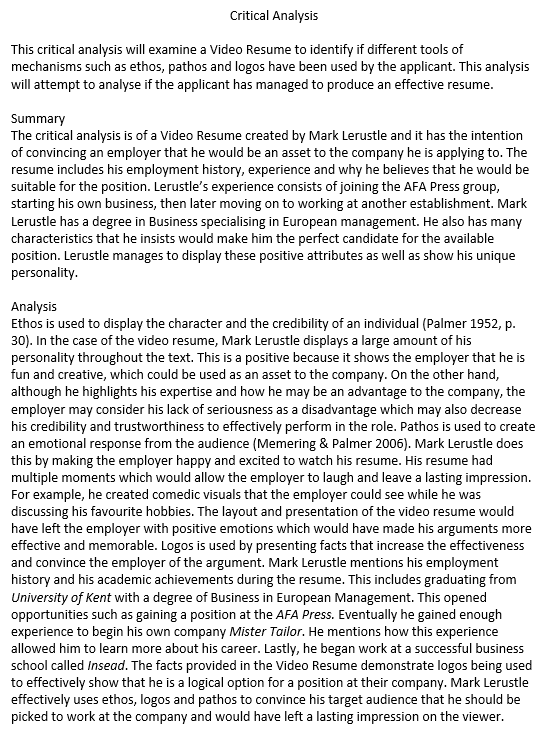 Critical Analysis
This critical analysis will examine a Video Resume to identify if different tools of
mechanisms such as ethos, pathos and logos have been used by the applicant. This analysis
will attempt to analyse if the applicant has managed to produce an effective resume.
Summary
The critical analysis is of a Video Resume created by Mark Lerustle and it has the intention
of convincing an employer that he would be an asset to the company he is applying to. The
resume includes his employment history, experience and why he believes that he would be
suitable for the position. Lerustle's experience consists of joining the AFA Press group,
starting his own business, then later moving on to working at another establishment. Mark
Lerustle has a degree in Business specialising in European management. He also has many
characteristics that he insists would make him the perfect candidate for the available
position. Lerustle manages to display these positive attributes as well as show his unique
personality.
Analysis
Ethos is used to display the character and the credibility of an individual (Palmer 1952, p.
30). In the case of the video resume, Mark Lerustle displays a large amount of his
personality throughout the text. This is a positive because it shows the employer that he is
fun and creative, which could be used as an asset to the company. On the other hand,
although he highlights his expertise and how he may be an advantage to the company, the
employer may consider his lack of seriousness as a disadvantage which may also decrease
his credibility and trustworthiness to effectively perform in the role. Pathos is used to create
an emotional response from the audience (Memering & Palmer 2006). Mark Lerustle does
this by making the employer happy and excited to watch his resume. His resume had
multiple moments which would allow the employer to laugh and leave a lasting impression.
For example, he created comedic visuals that the employer could see while he was
discussing his favourite hobbies. The layout and presentation of the video resume would
have left the employer with positive emotions which would have made his arguments more
effective and memorable. Logos is used by presenting facts that increase the effectiveness
and convince the employer of the argument. Mark Lerustle mentions his employment
history and his academic achievements during the resume. This includes graduating from
University of Kent with a degree of Business in European Management. This opened
opportunities such as gaining a position at the AFA Press. Eventually he gained enough
experience to begin his own company Mister Tailor. He mentions how this experience
allowed him to learn more about his career. Lastly, he began work at a successful business
school called Insead. The facts provided in the Video Resume demonstrate logos being used
to effectively show that he is a logical option for a position at their company. Mark Lerustle
effectively uses ethos, logos and pathos to convince his target audience that he should be
picked to work at the company and would have left a lasting impression on the viewer.